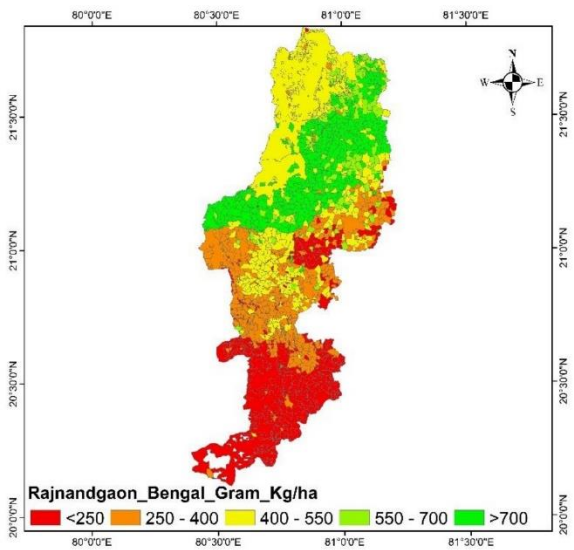 80°0'0"E 80°30'0"E 81°0'0"E 81°30'0"E
N
W E
S
21°30'0"N 21°30'0"N
21°0'0"N 21°0'0"N
20°30'0"N 20°30'0"N
20°0'0"N 20°0'0"N
Rajnandgaon_Bengal_Gram_Kg/ha
<250 250 - 400 400 - 550 550 - 700 >700
80°0'0"E 80°30'0"E 81°0'0"E 81°30'0"E